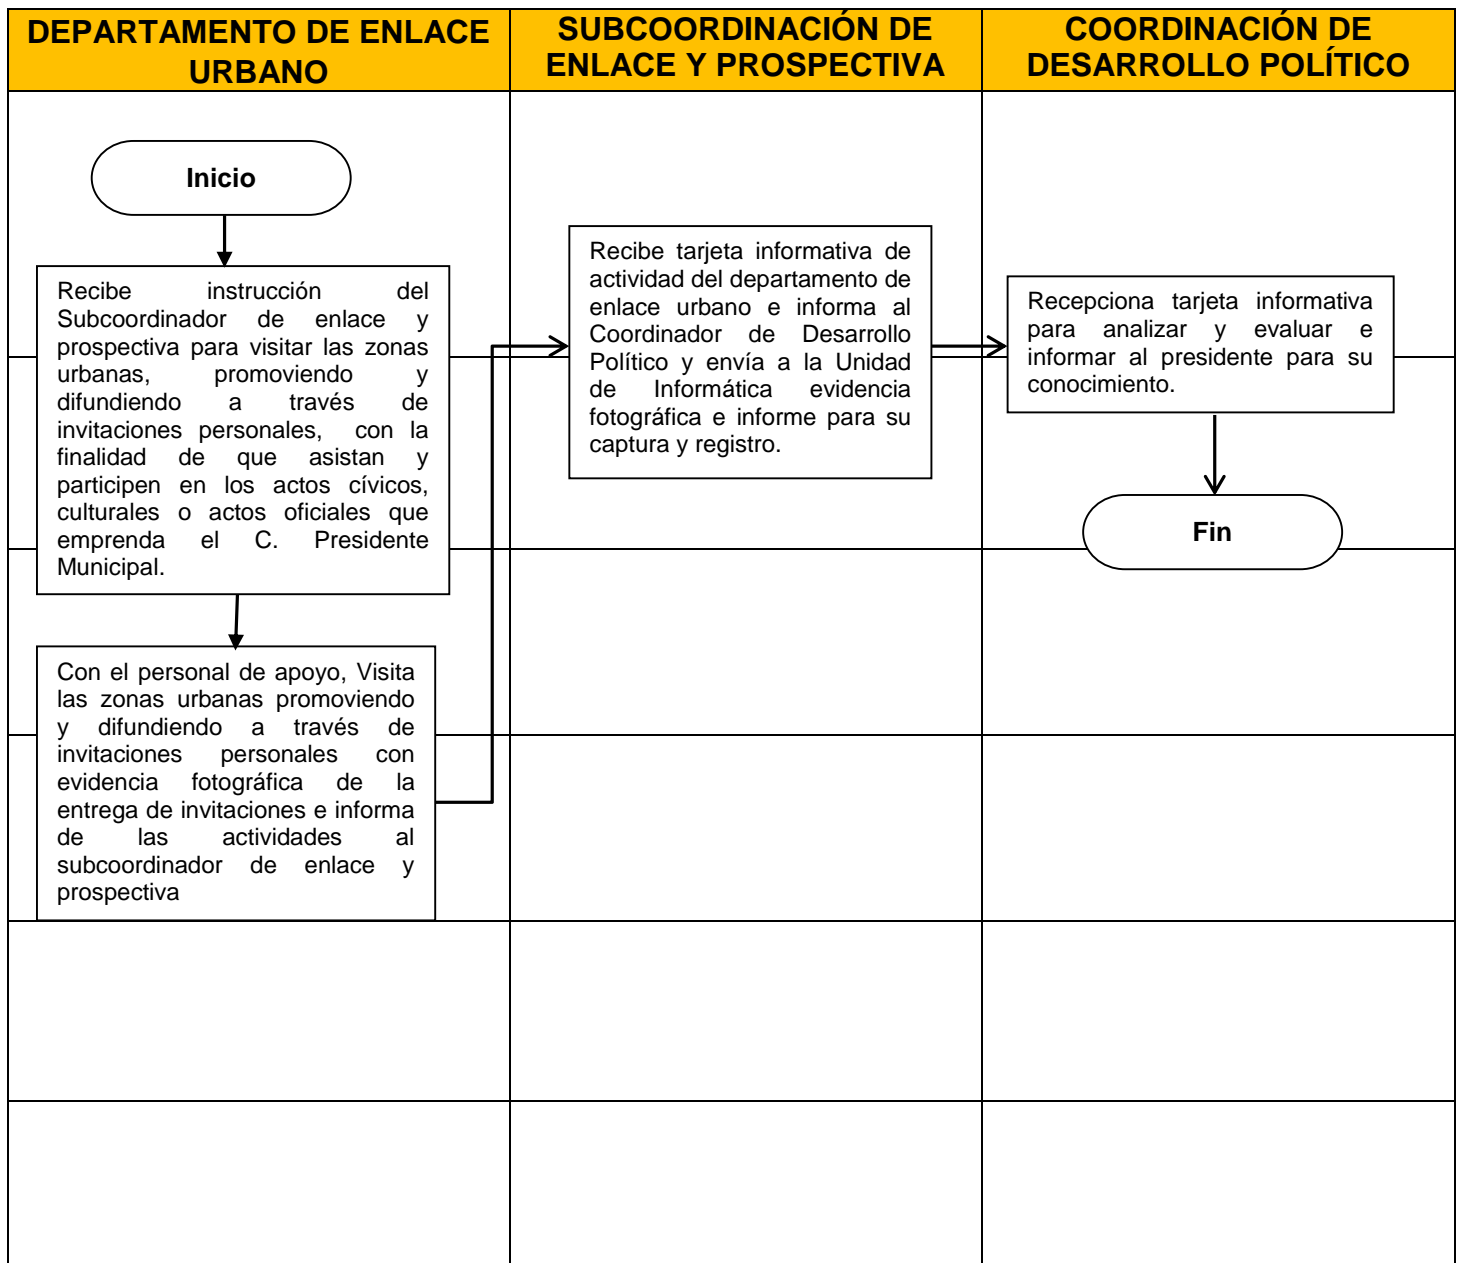 DEPARTAMENTO DE ENLACE
URBANO
SUBCOORDINACIÓN DE
ENLACE Y PROSPECTIVA
COORDINACIÓN DE
DESARROLLO POLÍTICO
Inicio
Recibe instrucción del
Subcoordinador de enlace y
prospectiva para visitar las zonas
urbanas, promoviendo y
difundiendo a través de
invitaciones personales, con la
finalidad de que asistan y
participen en los actos cívicos,
culturales o actos oficiales que
emprenda el C. Presidente
Municipal.
Con el personal de apoyo, Visita
las zonas urbanas promoviendo
y difundiendo a través de
invitaciones personales con
evidencia fotográfica de la
entrega de invitaciones e informa
de las actividades al
subcoordinador de enlace y
prospectiva
Recibe tarjeta informativa de
actividad del departamento de
enlace urbano e informa al
Coordinador de Desarrollo
Político y envía a la Unidad
de Informática evidencia
fotográfica e informe para su
captura y registro.
Recepciona tarjeta informativa
para analizar y evaluar e
informar al presidente para su
conocimiento.
Fin